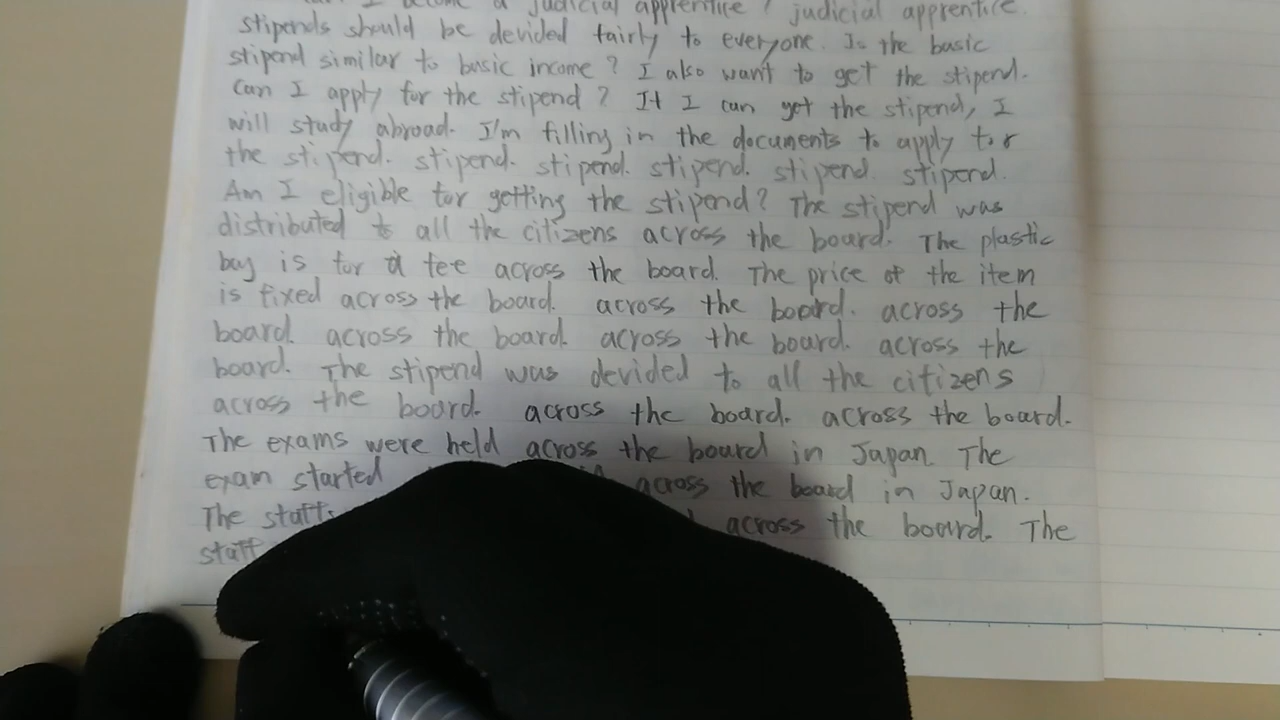 I become a judicial apprentice? judicial apprentice.
stipends should be devided fairly to everyone. Is the basic
stipend similar to basic income? I also want to get the stipend.
Can I apply for the stipend? If I can get the stipend, I
will study abroad. I'm filling in the documents to apply for
the stipend. stipend. stipend. stipend. stipend. stipend.
Am I eligible for getting the stipend? The stipend was
distributed to all the citizens across the board. The plastic
bag is for a fee across the board. The price of the item
is fixed across the board. across the board. across the
board. across the board. across the board. across the
board. The stipend was devided to all the citizens
across the board. across the board. across the board.
The exams were held across the board in Japan. The
exam started across the board in Japan.
The staffs across the board. The
staff